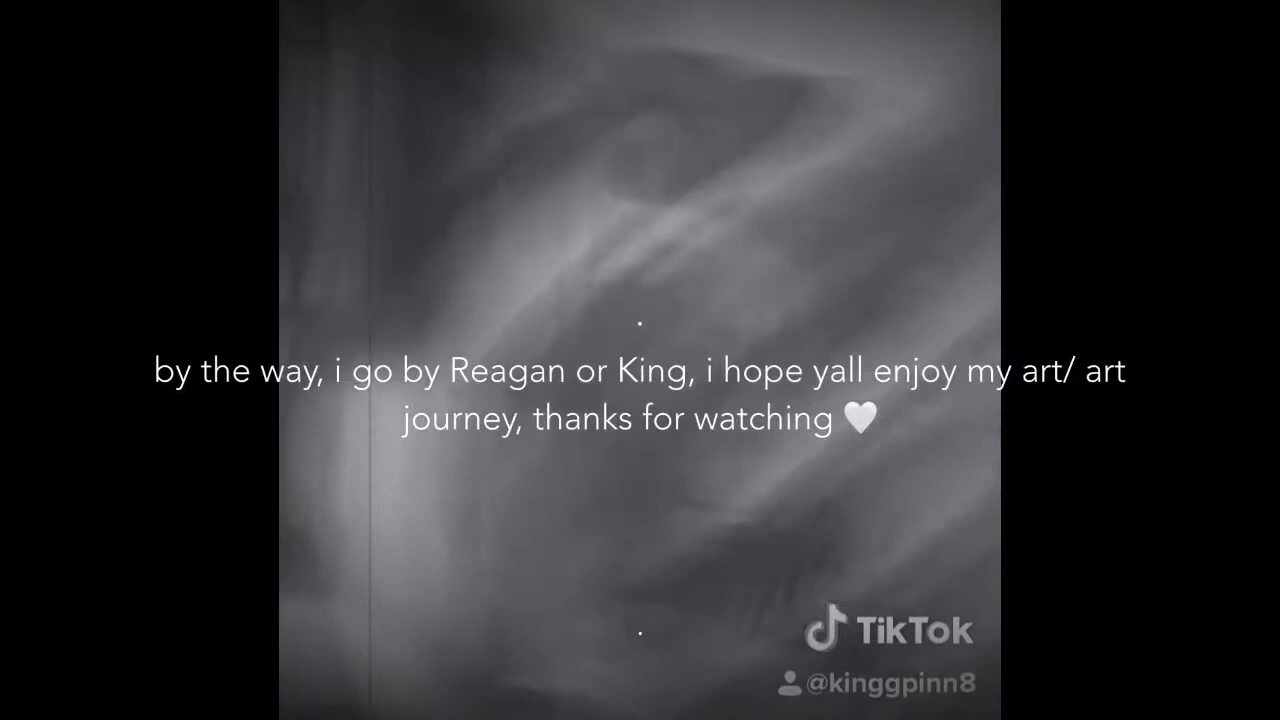 .
by the way, i go by Reagan or King, i hope yall enjoy my art/ art
journey, thanks for watching 🤍
.
TikTok
@kinggpinn8